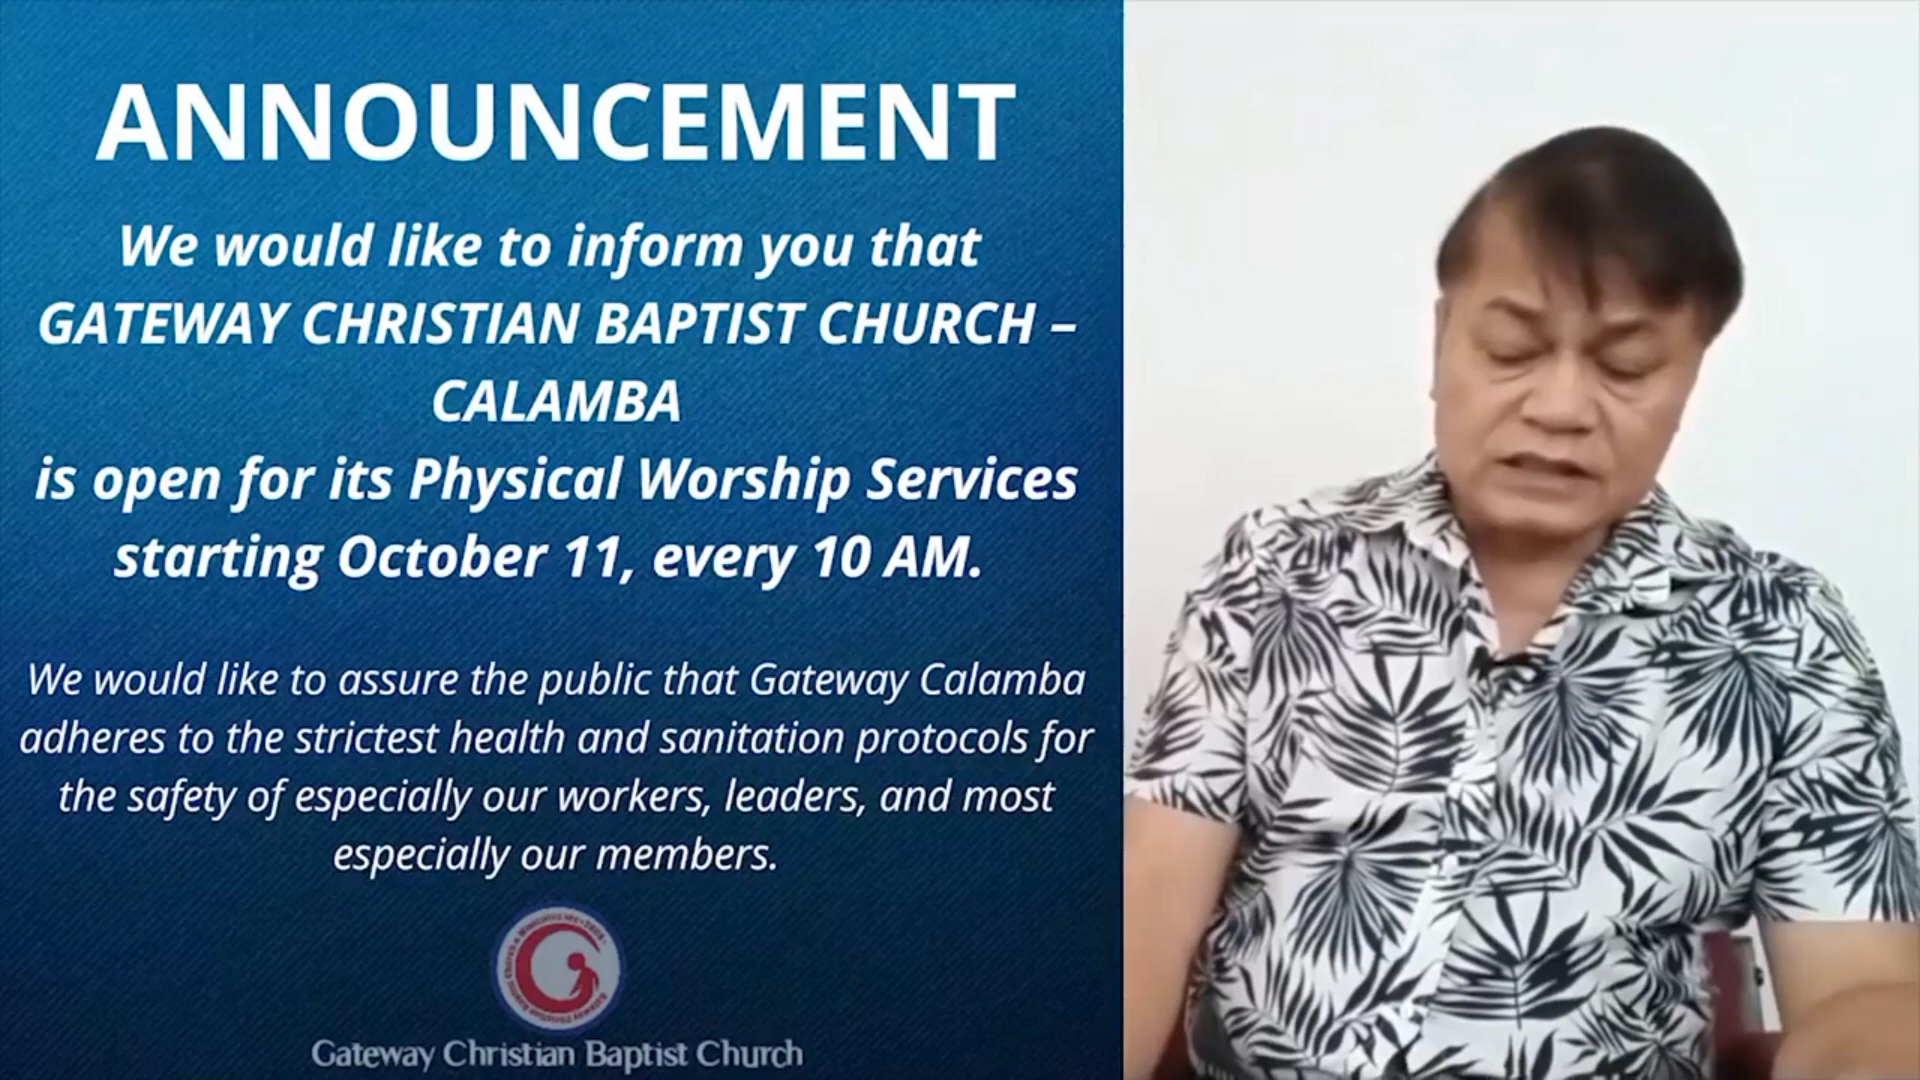 ANNOUNCEMENT
We would like to inform you that
GATEWAY CHRISTIAN BAPTIST CHURCH –
CALAMBA
is open for its Physical Worship Services
starting October 11, every 10 AM.
We would like to assure the public that Gateway Calamba
adheres to the strictest health and sanitation protocols for
the safety of especially our workers, leaders, and most
especially our members.
Gateway Christian Baptist Church